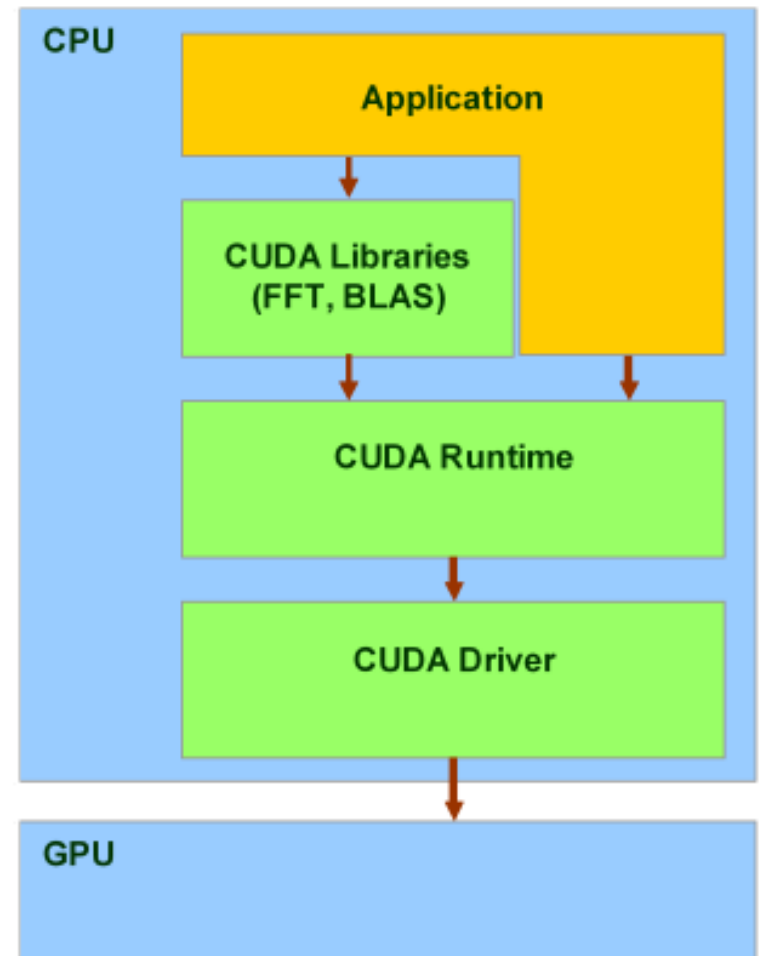 CPU
Application
CUDA Libraries
(FFT, BLAS)
CUDA Runtime
CUDA Driver
GPU